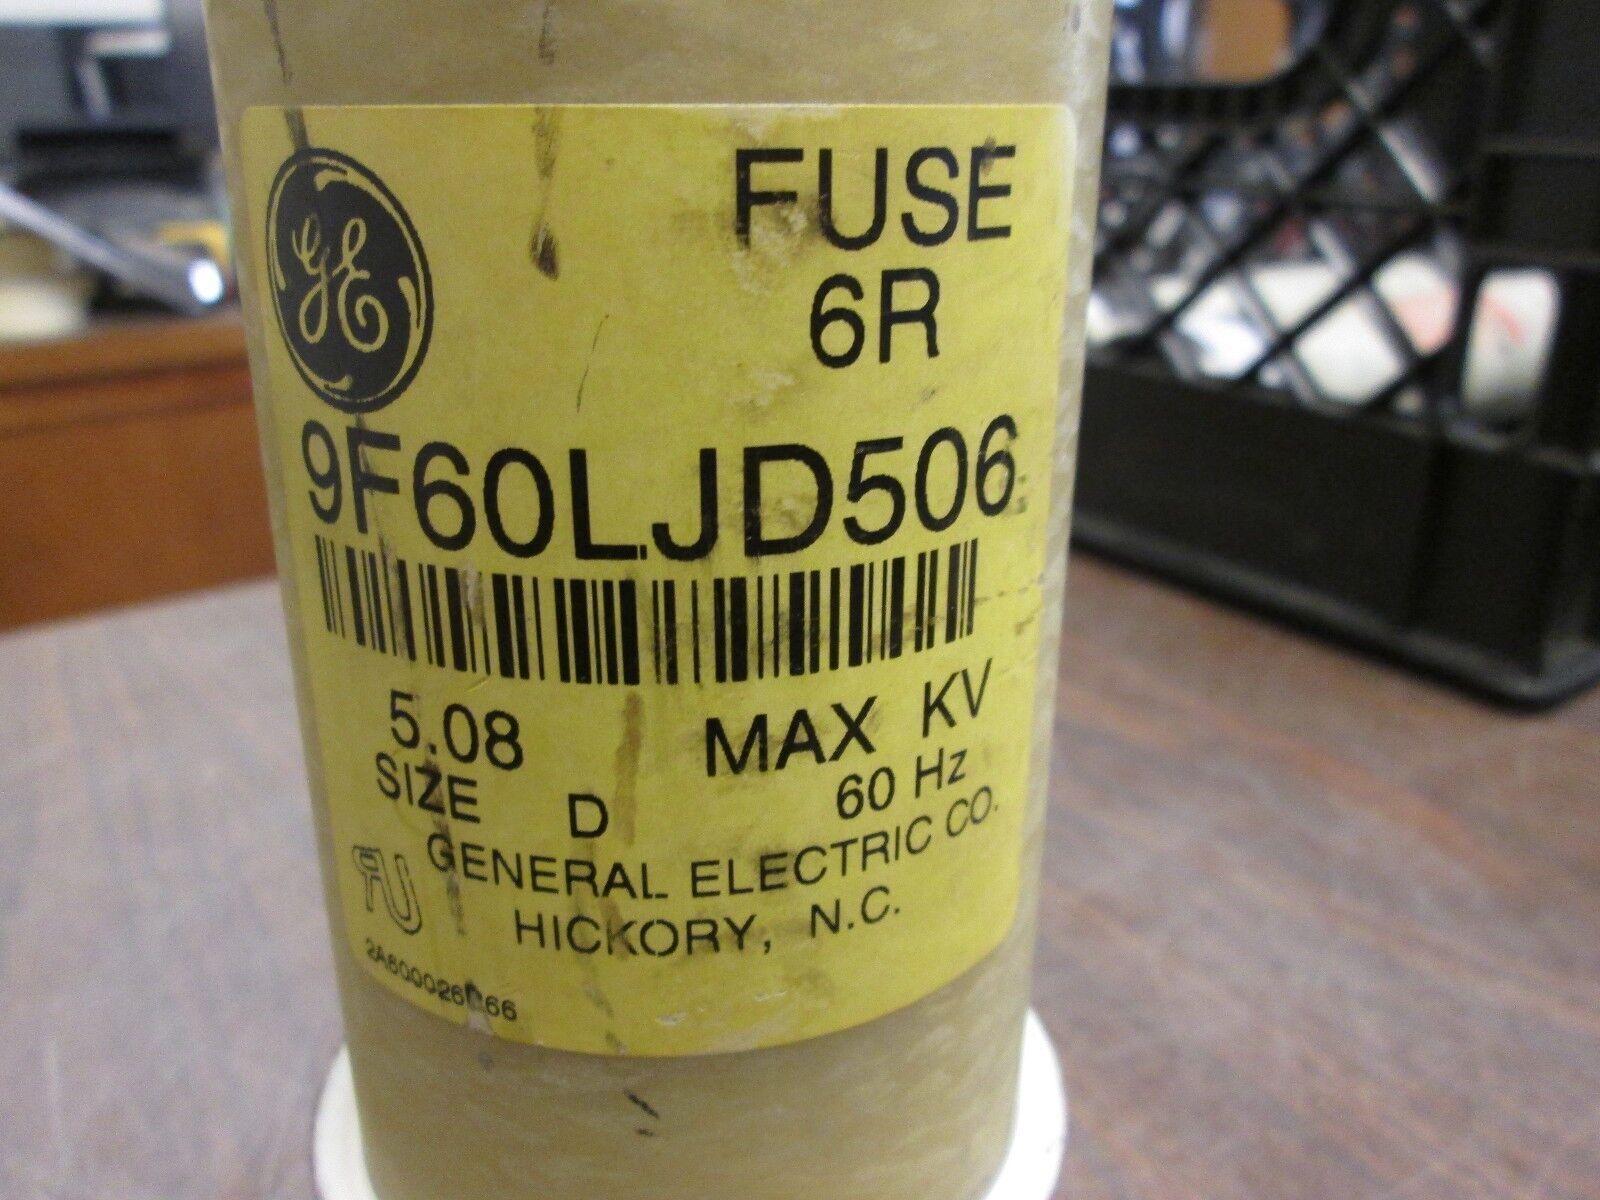 GE
FUSE
6R
9F60LJD506
5.08 MAX KV
SIZE D 60 Hz
GENERAL ELECTRIC CO.
HICKORY, N.C.